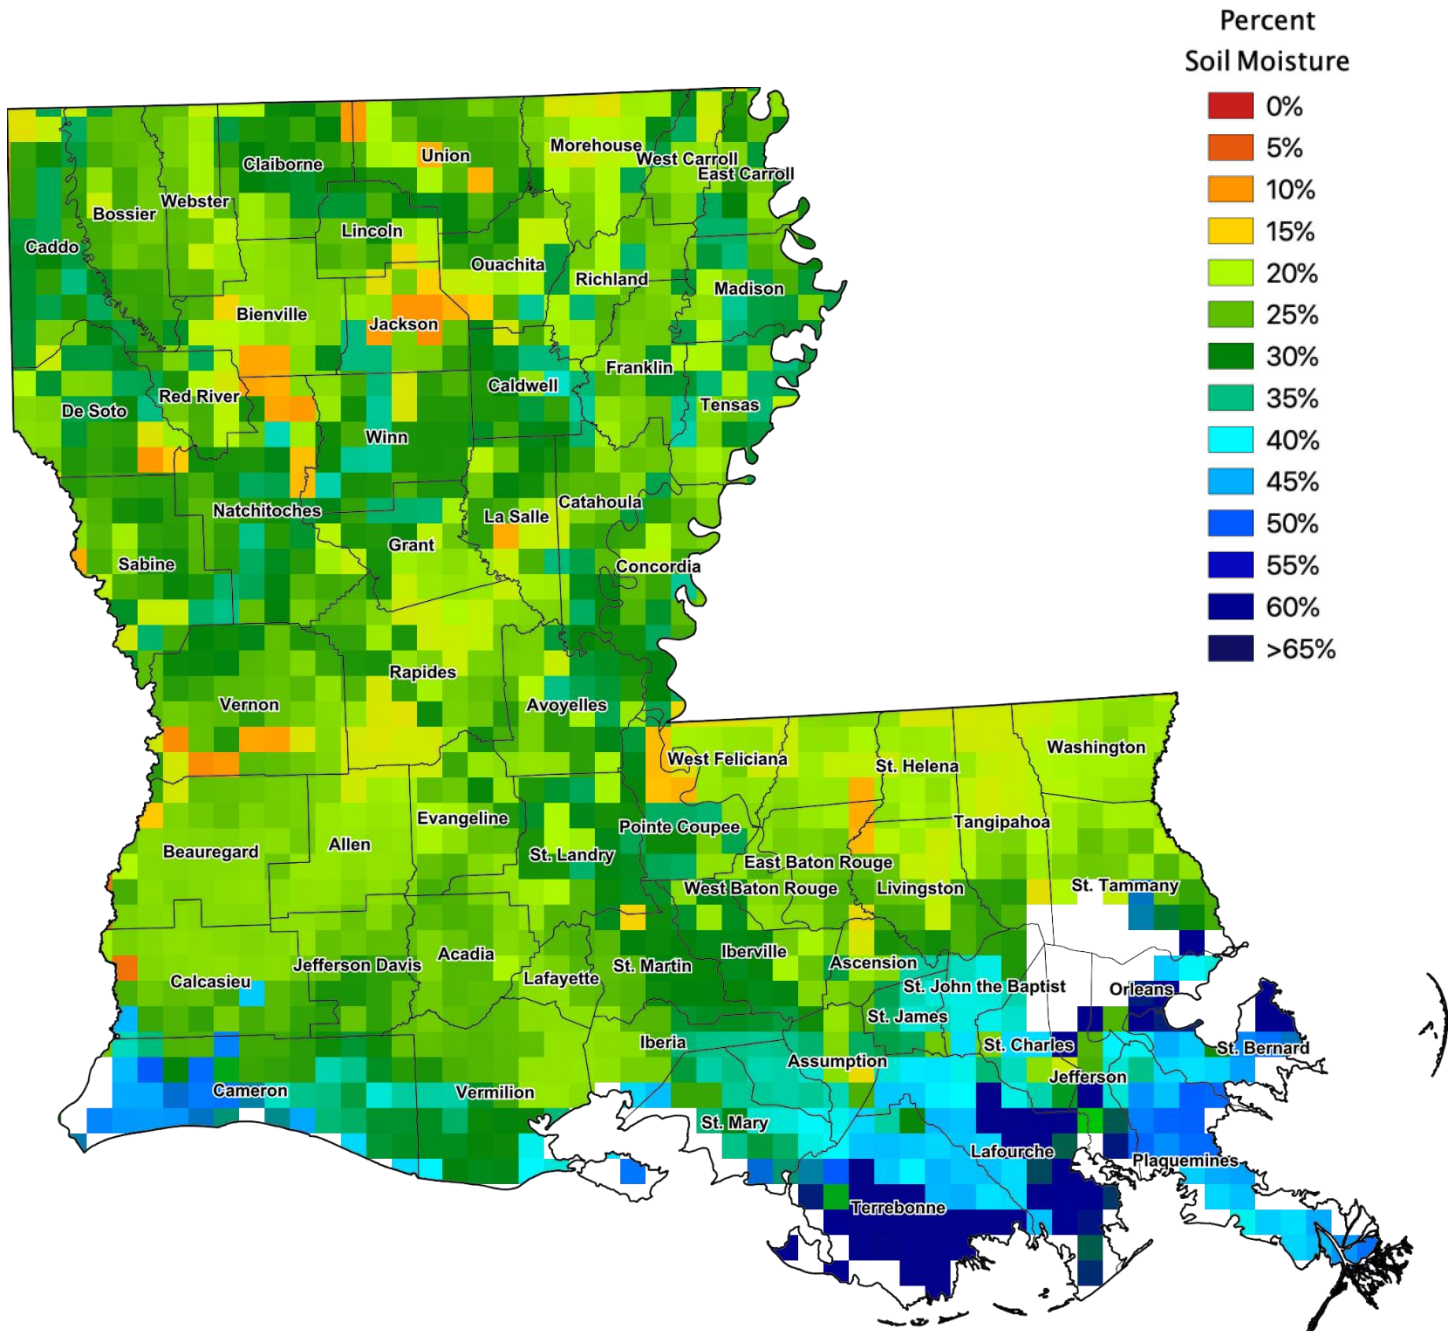 Percent
Soil Moisture
0%
5%
10%
15%
20%
25%
30%
35%
40%
45%
50%
55%
60%
>65%
Claiborne
Union
Morehouse
West Carroll
East Carroll
Bossier
Webster
Lincoln
Caddo
Ouachita
Richland
Madison
Bienville
Jackson
Franklin
Caldwell
Red River
De Soto
Tensas
Winn
Natchitoches
La Salle
Catahoula
Grant
Sabine
Concordia
Rapides
Vernon
Avoyelles
West Feliciana
St. Helena
Washington
Evangeline
Pointe Coupee
Tangipahoa
Beauregard
Allen
St. Landry
East Baton Rouge
West Baton Rouge
Livingston
St. Tammany
Acadia
Iberville
Jefferson Davis
Lafayette
St. Martin
Ascension
Calcasieu
St. John the Baptist
Orleans
St. James
Iberia
St. Charles
St. Bernard
Assumption
Jefferson
Cameron
Vermilion
St. Mary
Lafourche
Plaquemines
Terrebonne